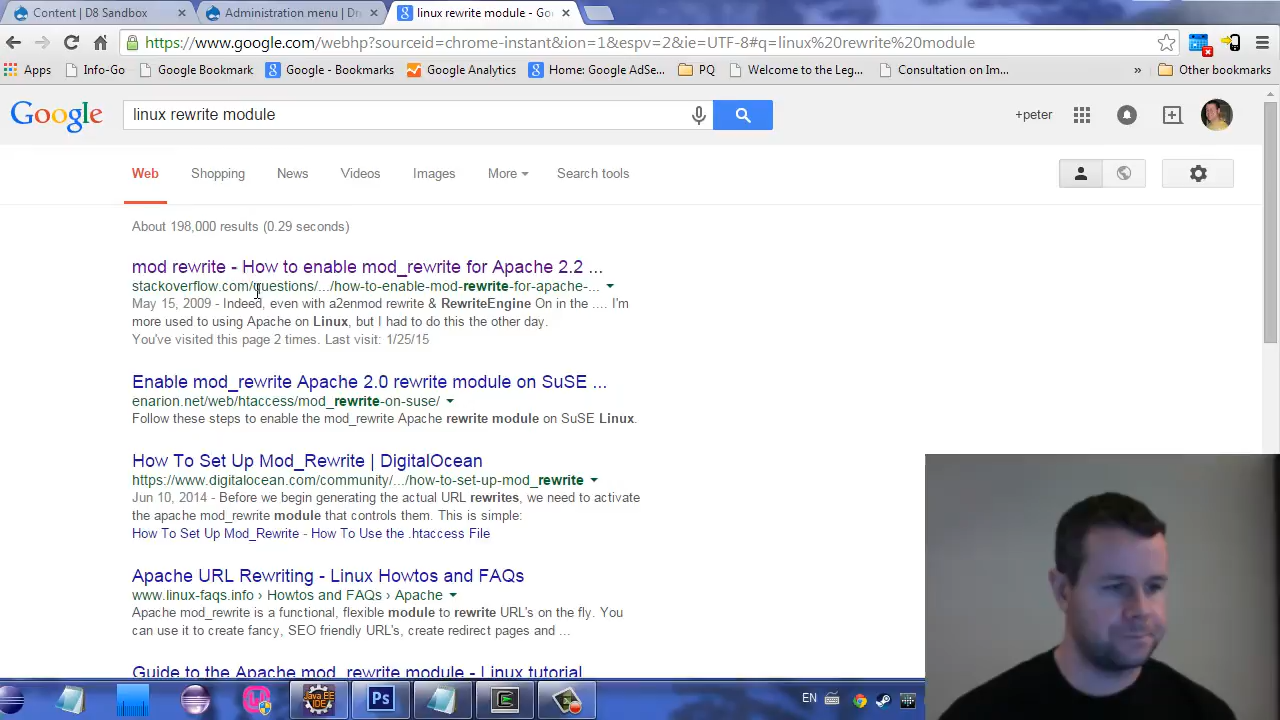 Content | D8 Sandbox
Administration menu | Dr
linux rewrite module - Go
https://www.google.com/webhp?sourceid=chrome-instant&ion=1&espv=2&ie=UTF-8#q=linux%20rewrite%20module
Apps Info-Go Google Bookmark Google - Bookmarks Google Analytics Home: Google AdSe... PQ Welcome to the Leg... Consultation on Im... » Other bookmarks
Google linux rewrite module +peter
Web Shopping News Videos Images More Search tools
About 198,000 results (0.29 seconds)
mod rewrite - How to enable mod_rewrite for Apache 2.2 ...
stackoverflow.com/questions/.../how-to-enable-mod-rewrite-for-apache-...
May 15, 2009 - Indeed, even with a2enmod rewrite & RewriteEngine On in the .... I'm
more used to using Apache on Linux, but I had to do this the other day.
You've visited this page 2 times. Last visit: 1/25/15
Enable mod_rewrite Apache 2.0 rewrite module on SuSE ...
enarion.net/web/htaccess/mod_rewrite-on-suse/
Follow these steps to enable the mod_rewrite Apache rewrite module on SuSE Linux.
How To Set Up Mod_Rewrite | DigitalOcean
https://www.digitalocean.com/community/.../how-to-set-up-mod_rewrite
Jun 10, 2014 - Before we begin generating the actual URL rewrites, we need to activate
the apache mod_rewrite module that controls them. This is simple:
How To Set Up Mod_Rewrite - How To Use the .htaccess File
Apache URL Rewriting - Linux Howtos and FAQs
www.linux-faqs.info › Howtos and FAQs › Apache
Apache mod_rewrite is a functional, flexible module to rewrite URL's on the fly. You
can use it to create fancy, SEO friendly URL's, create redirect pages and ...
Guide to the Apache mod_rewrite module - Linux tutorial
Java EE
IDE
Ps
EN